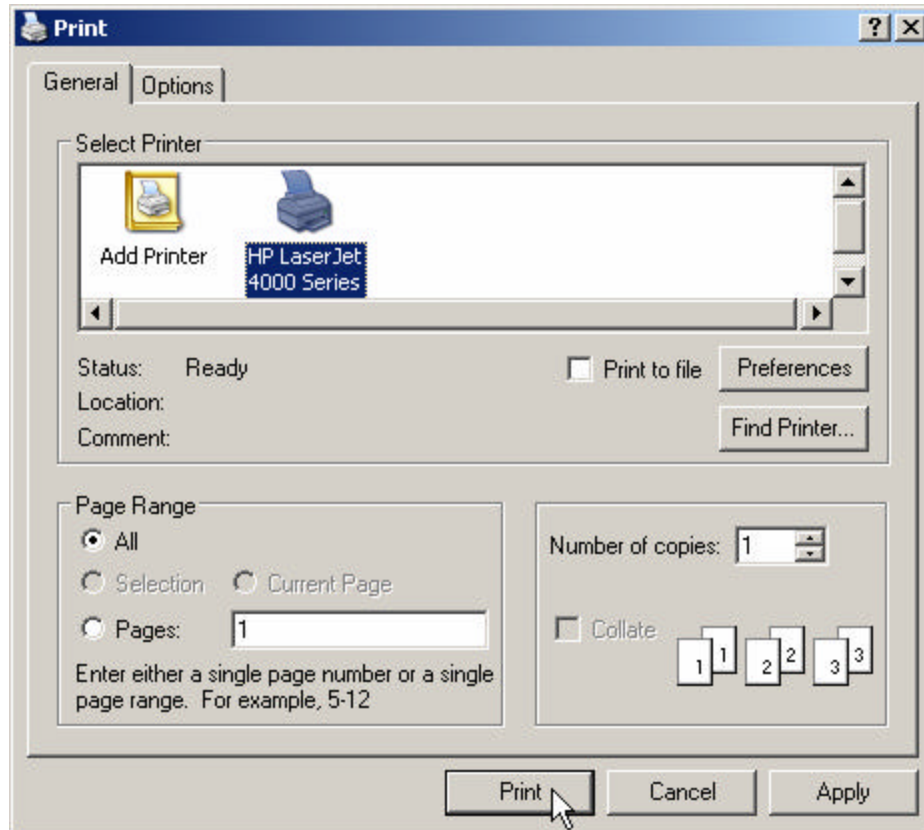 Print
General
Options
Select Printer
Add Printer
HP LaserJet
4000 Series
Status: Ready
Location:
Comment:
Print to file
Preferences
Find Printer...
Page Range
All
Selection
Current Page
Pages: 1
Enter either a single page number or a single
page range. For example, 5-12
Number of copies: 1
Collate
1 1 2 2 3 3
Print
Cancel
Apply